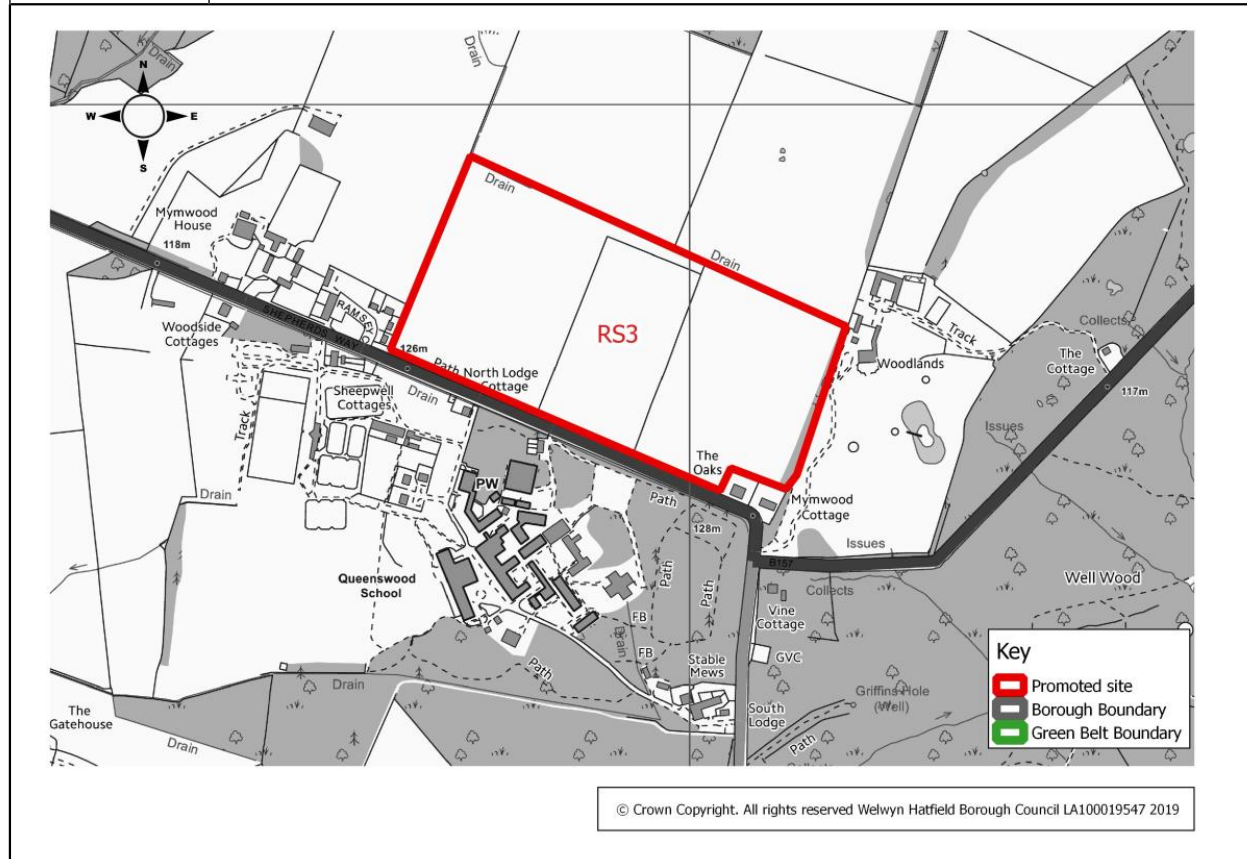 Drain
Drain
N
W
E
S
Mymwood
House
118m
Woodside
Cottages
SHEPHERDS WAY
RAMSEY
126m
Path
North Lodge
Cottage
Drain
Sheepwell
Cottages
Track
Drain
Drain
Drain
RS3
The
Oaks
Mymwood
Cottage
Woodlands
Track
Collects
The
Cottage
117m
Issues
Issues
B157
Collects
Well Wood
PW
Path
128m
Path
Path
Queenswood
School
FB
Drain
FB
Path
Stable
Mews
South
Lodge
Vine
Cottage
GVC
Griffins Hole
(Well)
Path
Collects
Drain
The
Gatehouse
Drain
Key
Promoted site
Borough Boundary
Green Belt Boundary
© Crown Copyright. All rights reserved Welwyn Hatfield Borough Council LA100019547 2019